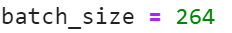 batch_size = 264